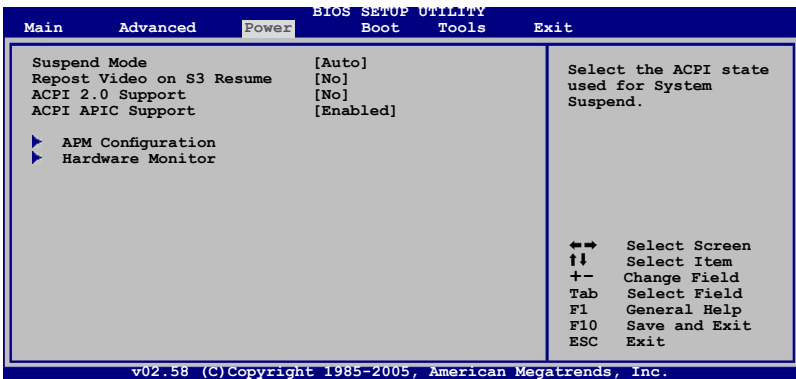 BIOS SETUP UTILITY
Main Advanced Power Boot Tools Exit
Suspend Mode [Auto]
Repost Video on S3 Resume [No]
ACPI 2.0 Support [No]
ACPI APIC Support [Enabled]
APM Configuration
Hardware Monitor
Select the ACPI state
used for System
Suspend.
Select Screen
Select Item
+- Change Field
Tab Select Field
F1 General Help
F10 Save and Exit
ESC Exit
v02.58 (C)Copyright 1985-2005, American Megatrends, Inc.